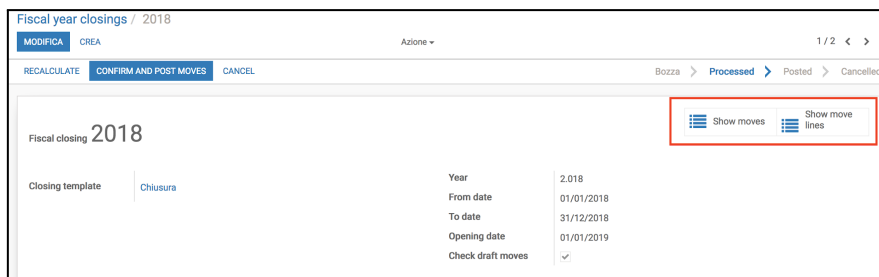 Fiscal year closings / 2018
MODIFICA CREA Azione 1 / 2
RECALCULATE CONFIRM AND POST MOVES CANCEL Bozza Processed Posted Cancelled
Show moves Show move lines
Fiscal closing 2018
Closing template Chiusura
Year 2.018
From date 01/01/2018
To date 31/12/2018
Opening date 01/01/2019
Check draft moves